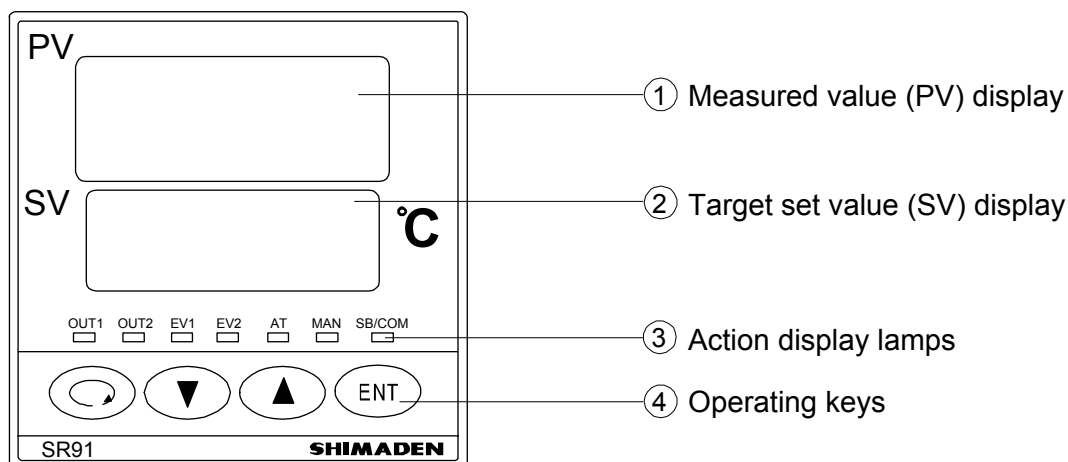 PV
① Measured value (PV) display
SV
② Target set value (SV) display
°C
OUT1 OUT2 EV1 EV2 AT MAN SB/COM
③ Action display lamps
ENT
④ Operating keys
SR91 SHIMADEN